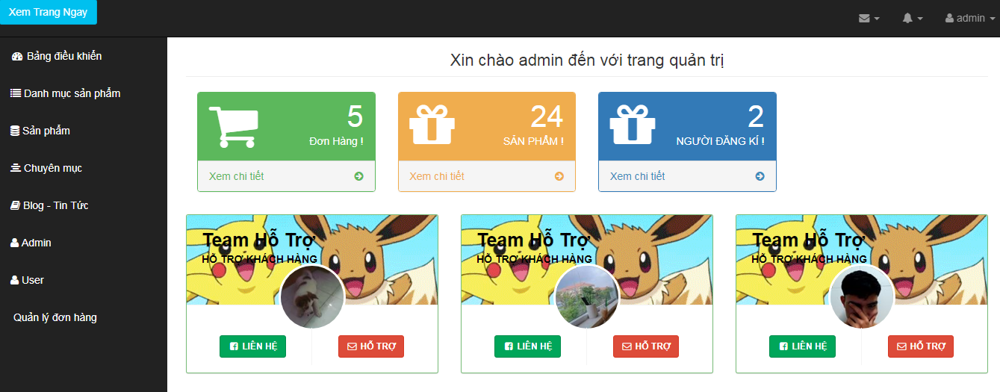 Xem Trang Ngay
admin
Bảng điều khiển
Danh mục sản phẩm
Sản phẩm
Chuyên mục
Blog - Tin Tức
Admin
User
Quản lý đơn hàng
Xin chào admin đến với trang quản trị
5
Đơn Hàng !
Xem chi tiết
24
SẢN PHẨM !
Xem chi tiết
2
NGƯỜI ĐĂNG KÍ !
Xem chi tiết
Team Hỗ Trợ
HỖ TRỢ KHÁCH HÀNG
LIÊN HỆ
HỖ TRỢ
Team Hỗ Trợ
HỖ TRỢ KHÁCH HÀNG
LIÊN HỆ
HỖ TRỢ
Team Hỗ Trợ
HỖ TRỢ KHÁCH HÀNG
LIÊN HỆ
HỖ TRỢ